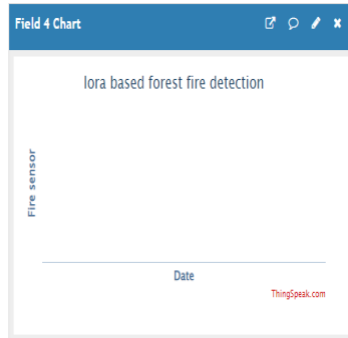 Field 4 Chart
lora based forest fire detection
Fire sensor
Date
ThingSpeak.com